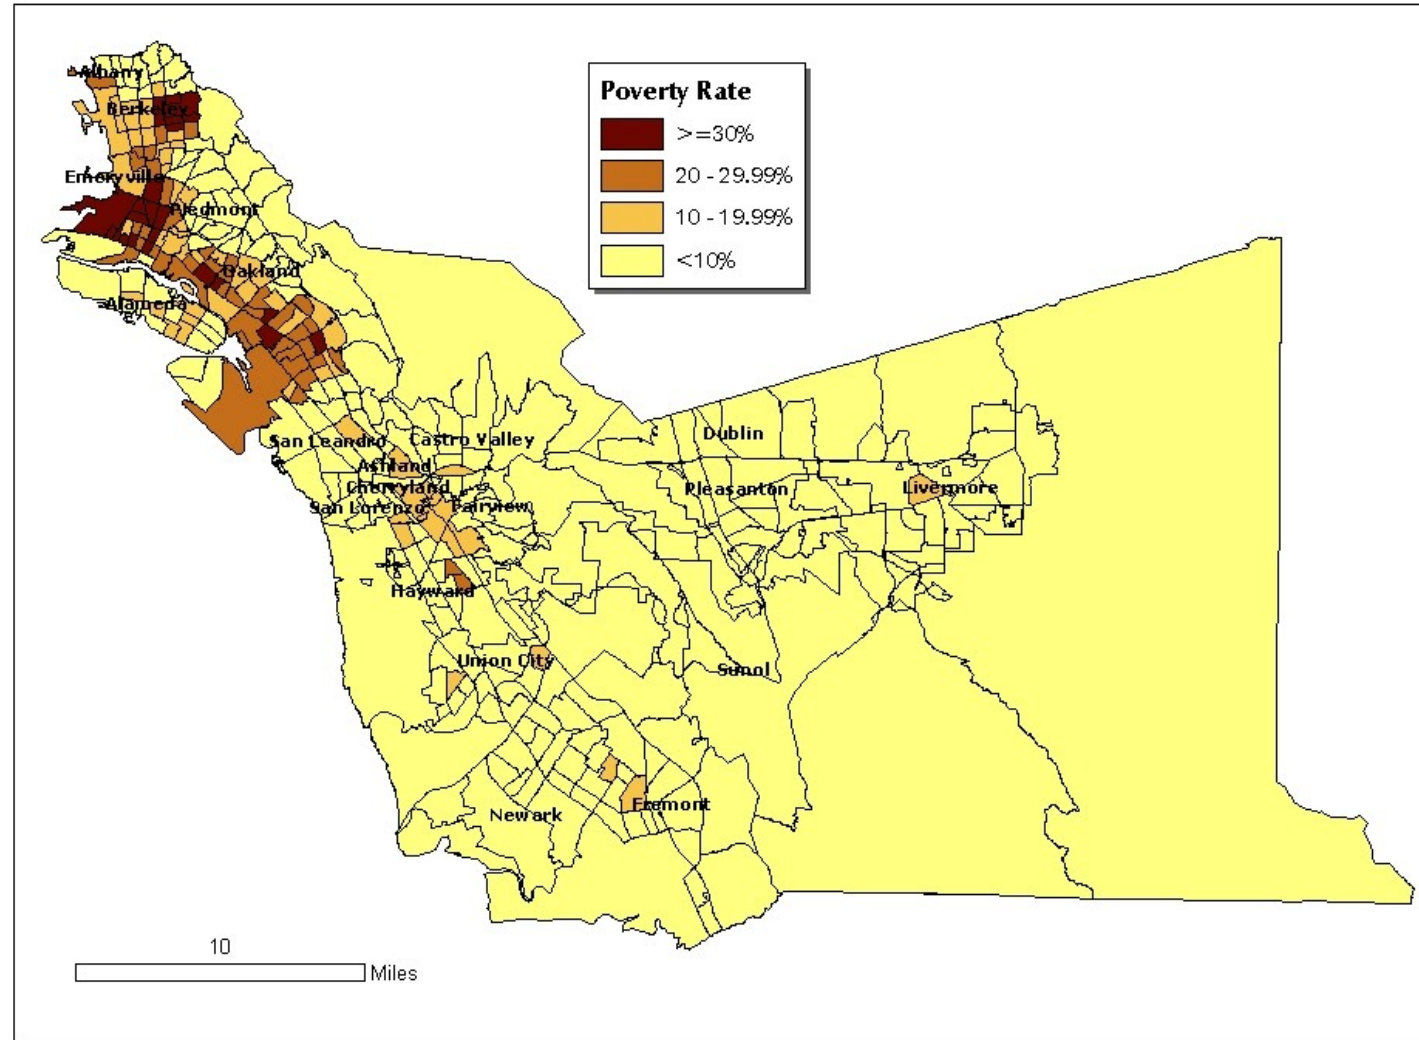 Poverty Rate
>=30%
20 - 29.99%
10 - 19.99%
<10%
Albany
Berkeley
Emeryville
Piedmont
Oakland
Alameda
San Leandro
Castro Valley
Ashland
Cherryland
San Lorenzo
Fairview
Hayward
Union City
Newark
Fremont
Dublin
Pleasanton
Livermore
Sunol
10
Miles